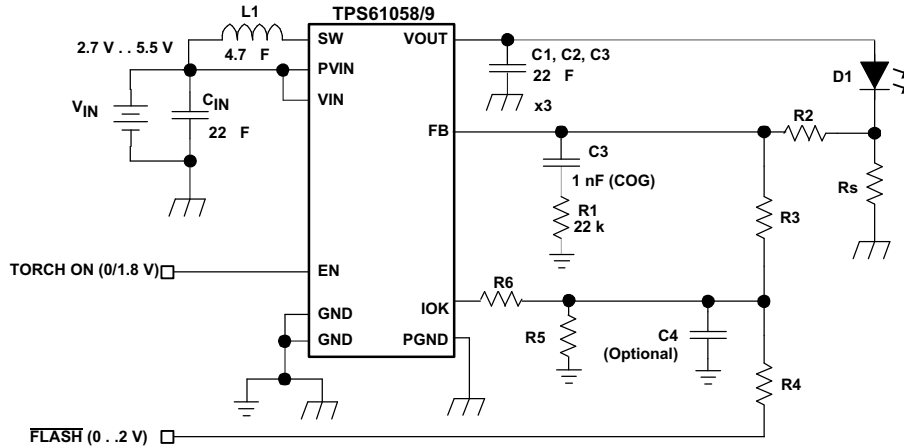 TPS61058/9
L1
4.7 F
SW
VOUT
2.7 V . . 5.5 V
PVIN
VIN
C1, C2, C3
22 F
x3
D1
VIN
CIN
22 F
FB
R2
C3
1 nF (COG)
Rs
R1
22 k
R3
TORCH ON (0/1.8 V)
EN
R6
IOK
GND
GND
PGND
R5
C4
(Optional)
R4
FLASH (0 . .2 V)